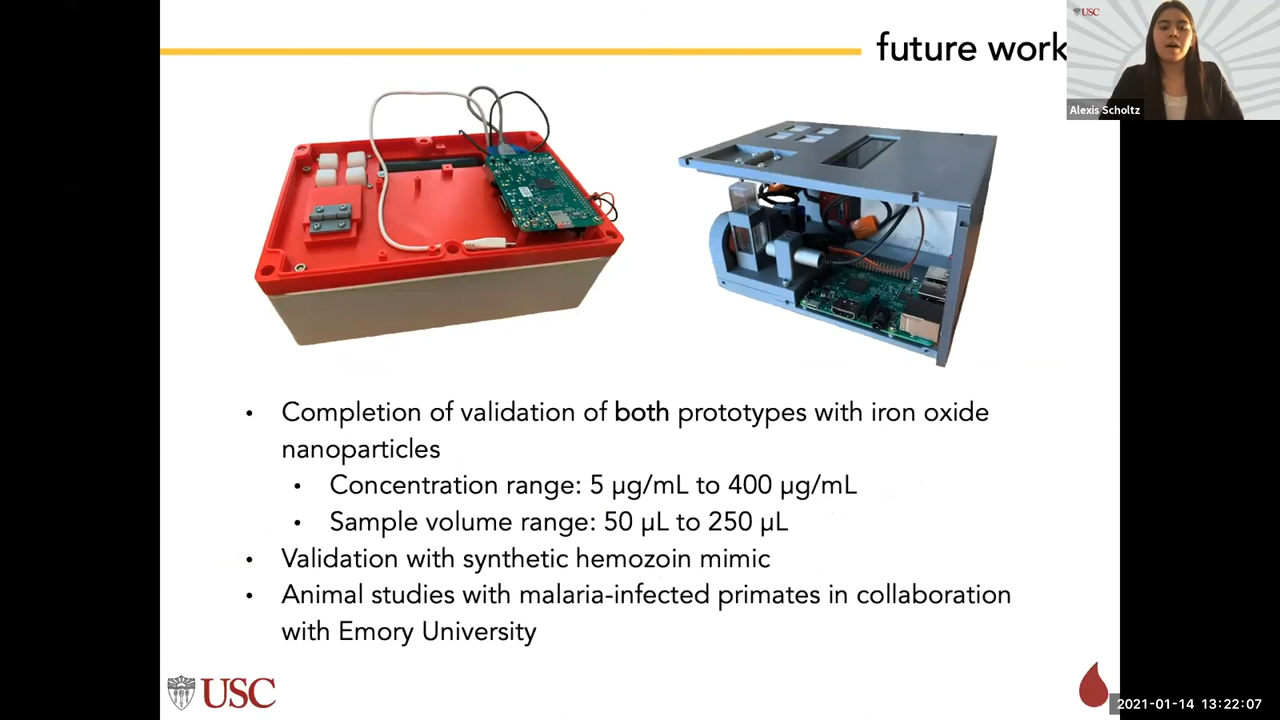 future work
USC
Alexis Scholtz
• Completion of validation of both prototypes with iron oxide
nanoparticles
• Concentration range: 5 µg/mL to 400 µg/mL
• Sample volume range: 50 µL to 250 µL
• Validation with synthetic hemozoin mimic
• Animal studies with malaria-infected primates in collaboration
with Emory University
USC
2021-01-14 13:22:07